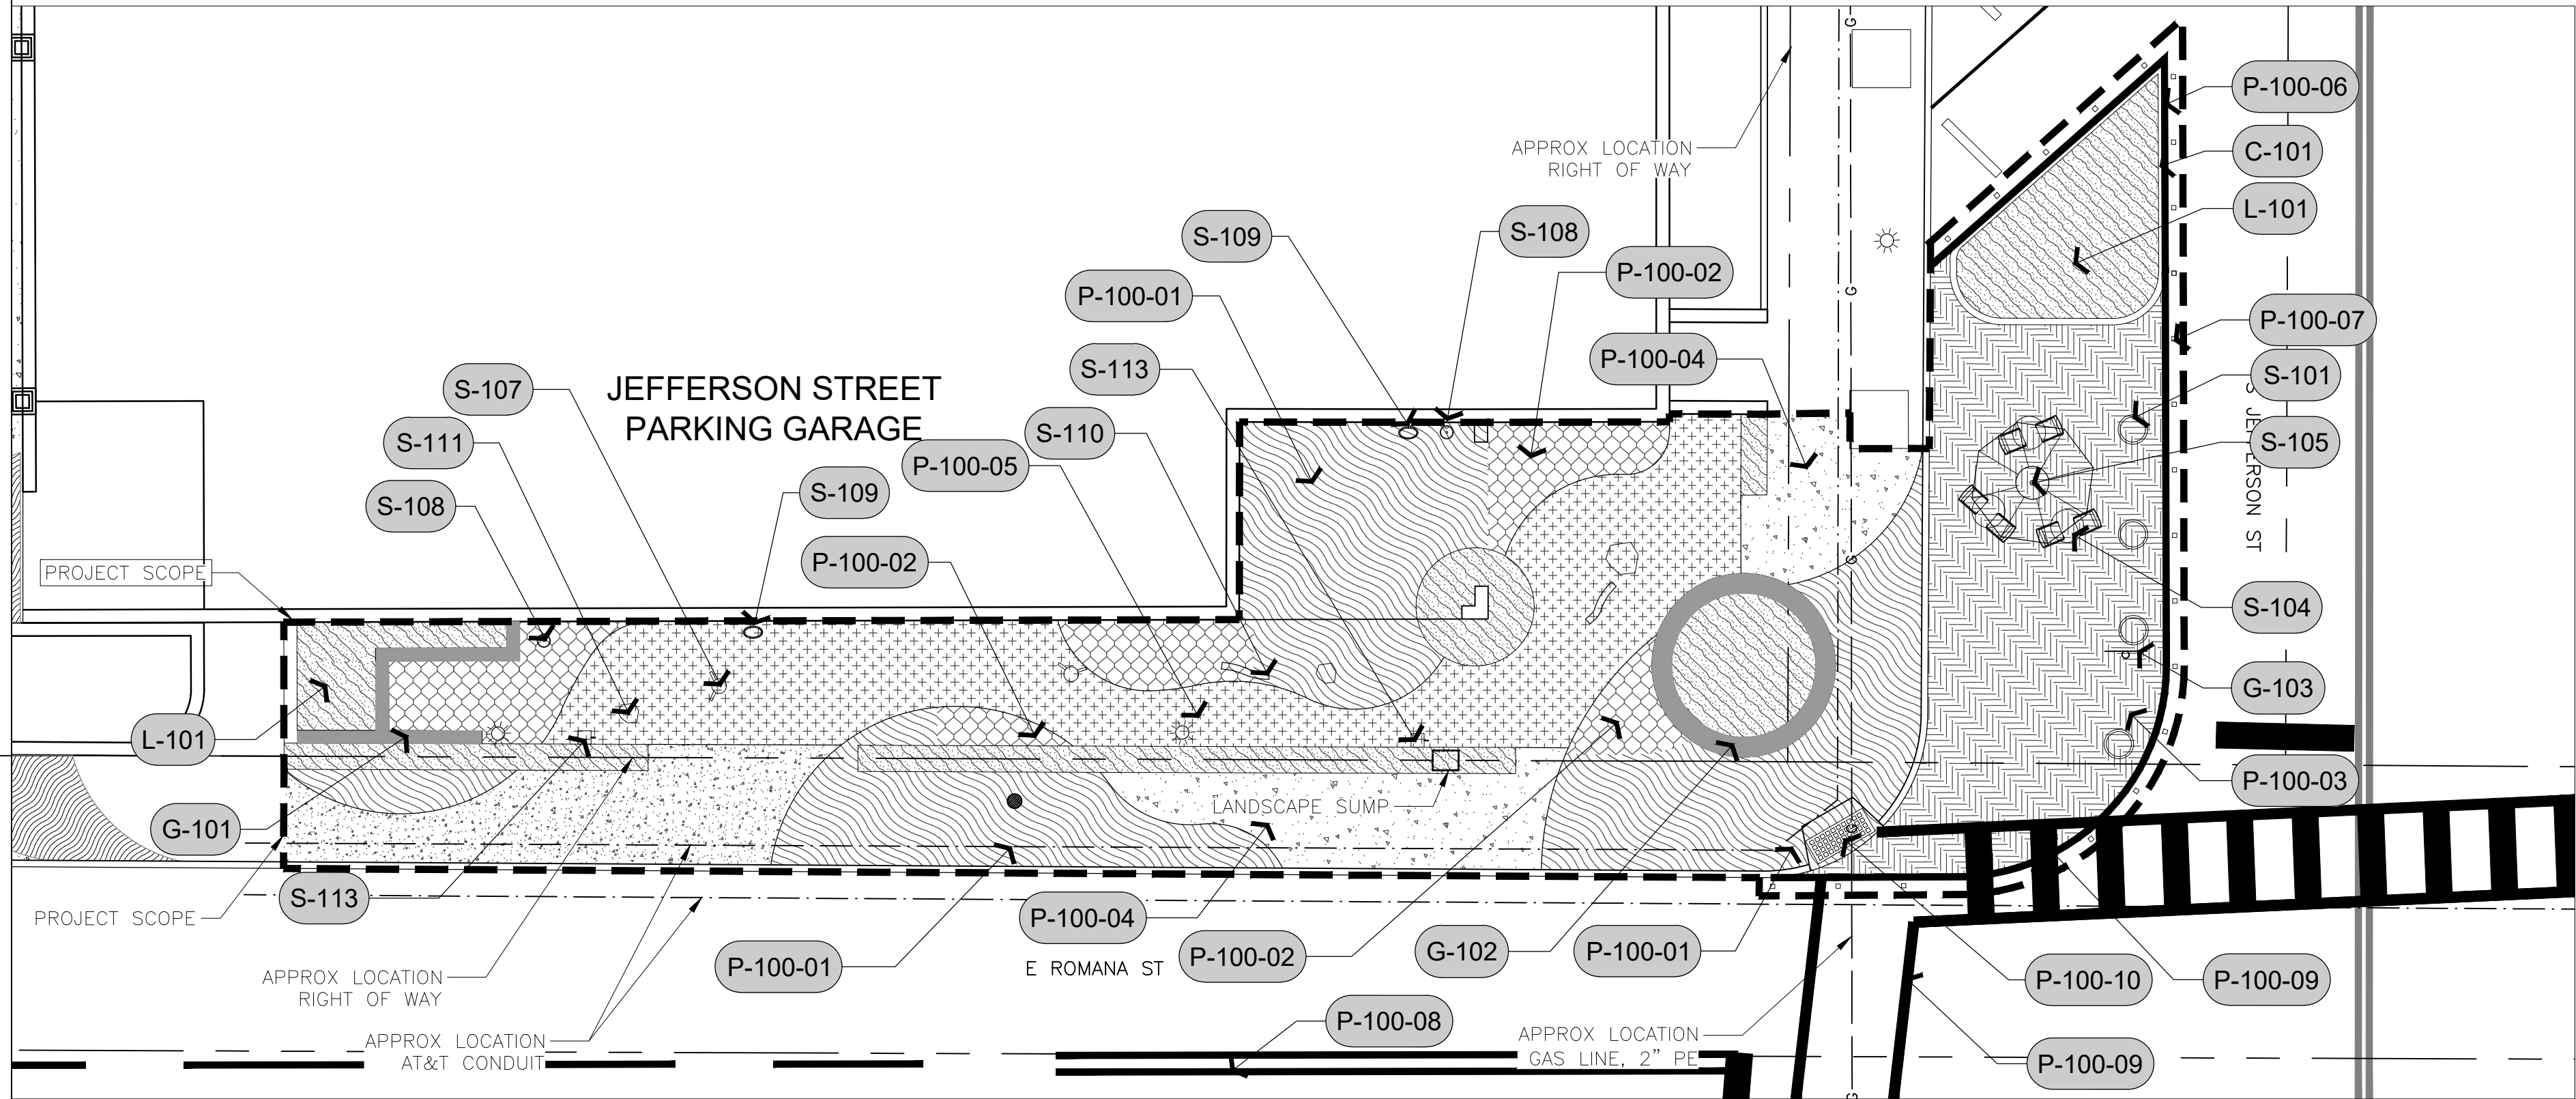 P-100-06
C-101
APPROX LOCATION
RIGHT OF WAY
L-101
S-109
S-108
P-100-02
P-100-01
P-100-07
S-113
P-100-04
S-101
JEFFERSON STREET
PARKING GARAGE
S-107
S-110
S-111
S-105
P-100-05
S-109
S-108
P-100-02
PROJECT SCOPE
S JEFFERSON ST
S-104
G-103
L-101
P-100-03
LANDSCAPE SUMP
G-101
S-113
PROJECT SCOPE
P-100-04
P-100-01
P-100-02
G-102
P-100-01
E ROMANA ST
P-100-10
P-100-09
APPROX LOCATION
RIGHT OF WAY
P-100-08
APPROX LOCATION
AT&T CONDUIT
APPROX LOCATION
GAS LINE, 2" PE
P-100-09
G
G
G
G
G